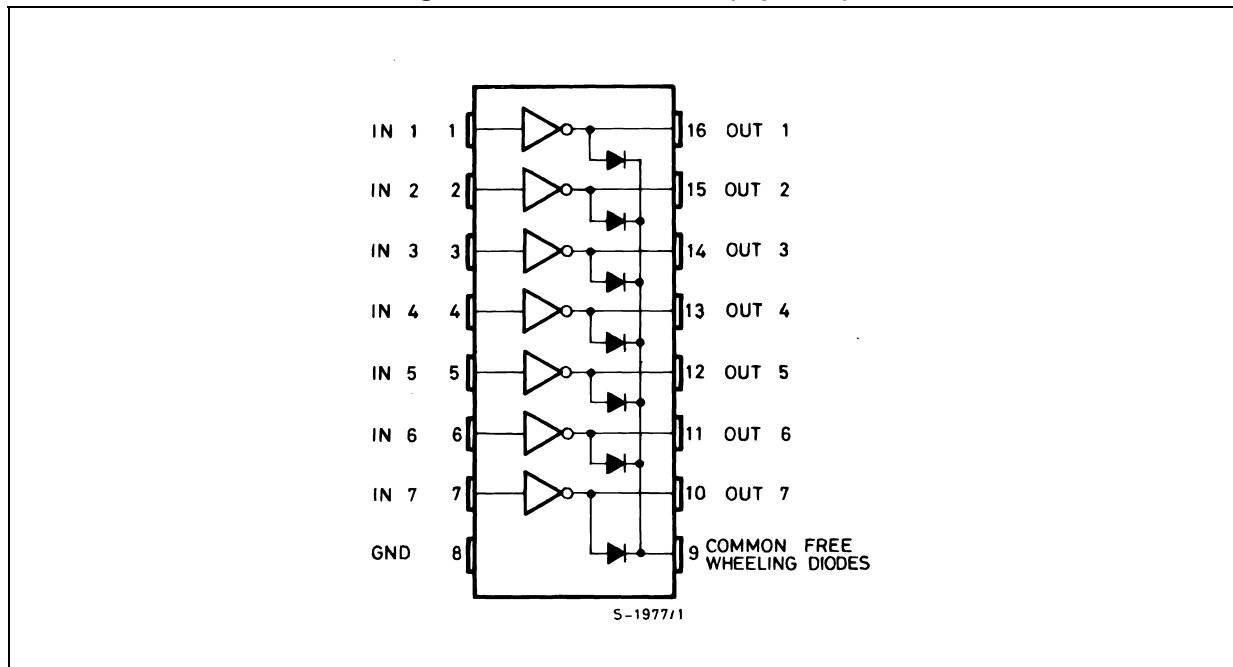 IN 1 1 16 OUT 1
IN 2 2 15 OUT 2
IN 3 3 14 OUT 3
IN 4 4 13 OUT 4
IN 5 5 12 OUT 5
IN 6 6 11 OUT 6
IN 7 7 10 OUT 7
GND 8 9 COMMON FREE
WHEELING DIODES
S-1977/1